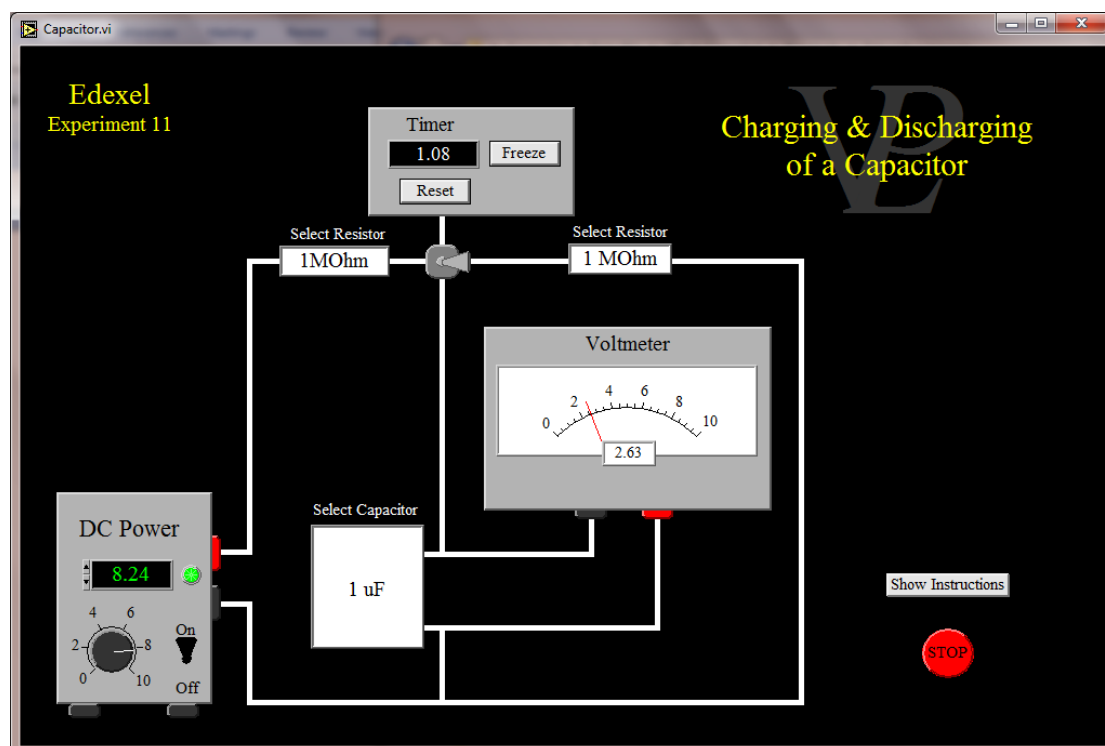 Capacitor.vi
Edexel
Experiment 11
Charging & Discharging
of a Capacitor
Timer
1.08
Freeze
Reset
Select Resistor
1MOhm
Select Resistor
1 MOhm
Voltmeter
0 2 4 6 8 10
2.63
Select Capacitor
1 uF
DC Power
8.24
0 2 4 6 8 10
On
Off
Show Instructions
STOP
VPL